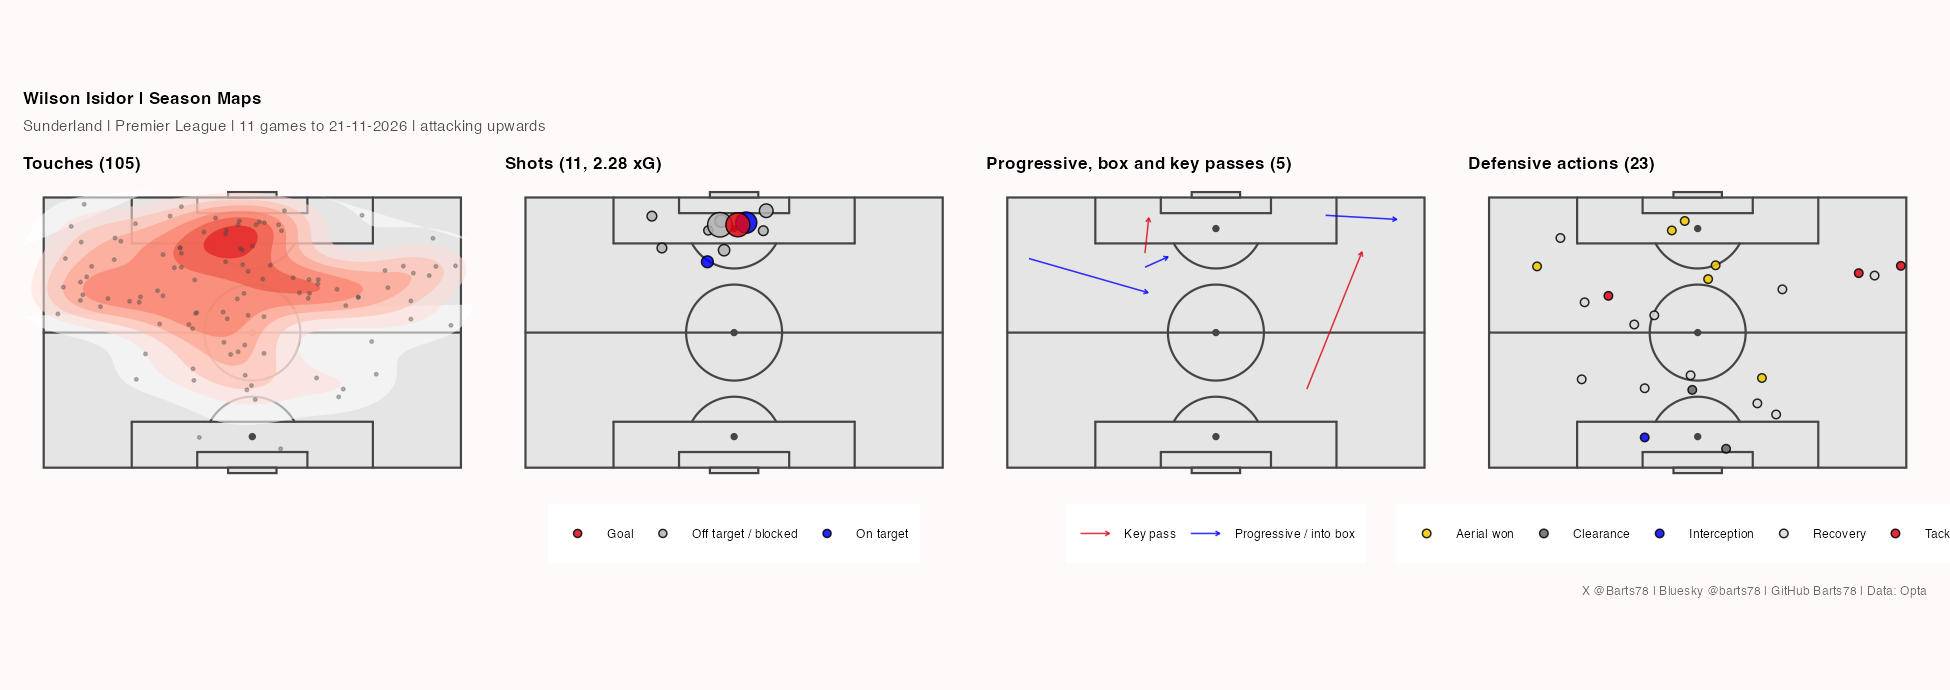 Wilson Isidor | Season Maps
Sunderland | Premier League | 11 games to 21-11-2026 | attacking upwards
Touches (105)
Shots (11, 2.28 xG)
Progressive, box and key passes (5)
Defensive actions (23)
Goal
Off target / blocked
On target
Key pass
Progressive / into box
Aerial won
Clearance
Interception
Recovery
Tack
X @Barts78 | Bluesky @barts78 | GitHub Barts78 | Data: Opta